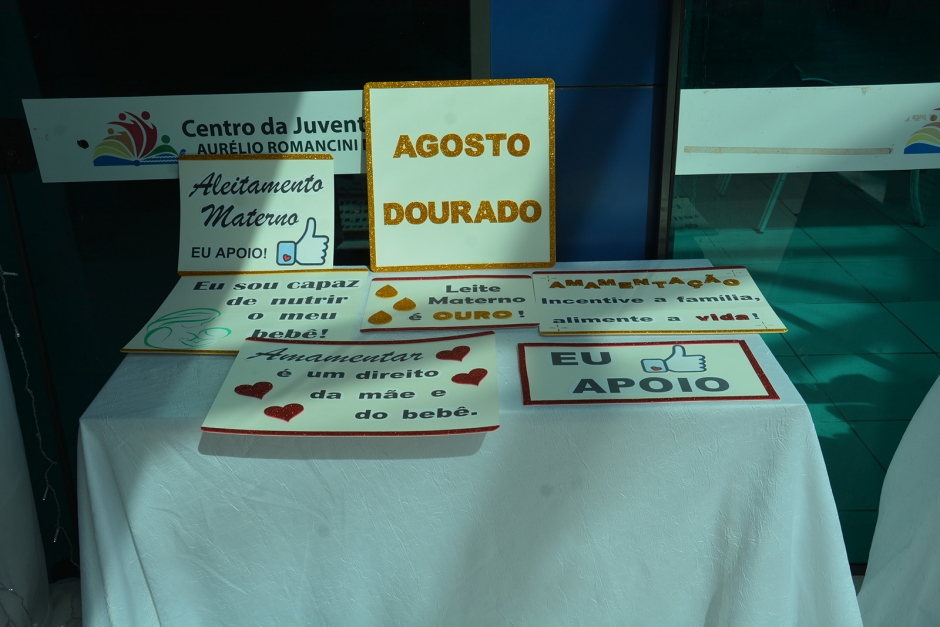 Centro da Juvent
AURÉLIO ROMANCINI
AGOSTO
DOURADO
Aleitamento
Materno
EU APOIO!
Eu sou capaz
de nutrir
o meu
bebê!
Leite
Materno
é OURO!
AMAMENTAÇÃO
Incentive a família,
alimente a vida!
Amamentar
é um direito
da mãe e
do bebê.
EU
APOIO